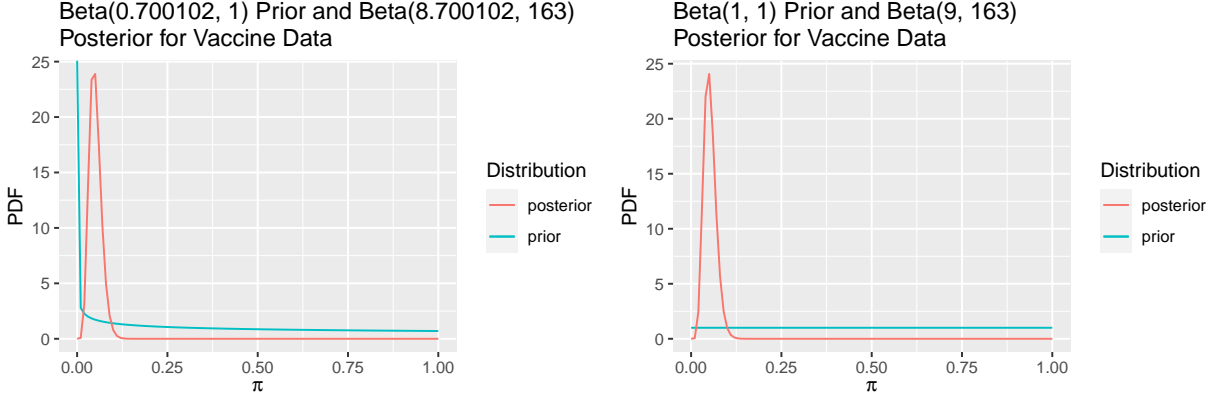 Beta(0.700102, 1) Prior and Beta(8.700102, 163)
Posterior for Vaccine Data
25
20
15
10
5
0
PDF
0.00 0.25 0.50 0.75 1.00
π
Distribution
posterior
prior
Beta(1, 1) Prior and Beta(9, 163)
Posterior for Vaccine Data
25
20
15
10
5
0
PDF
0.00 0.25 0.50 0.75 1.00
π
Distribution
posterior
prior